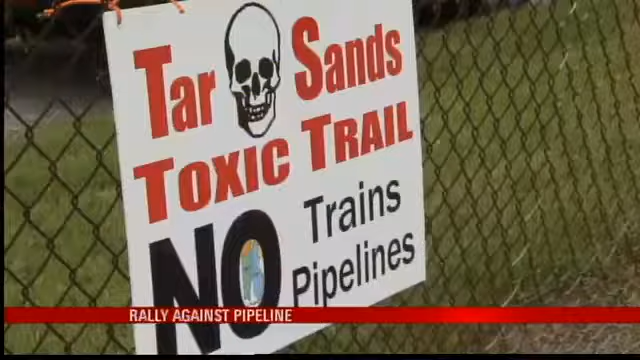 Tar Sands
TOXIC TRAIL
NO Trains
Pipelines
RALLY AGAINST PIPELINE